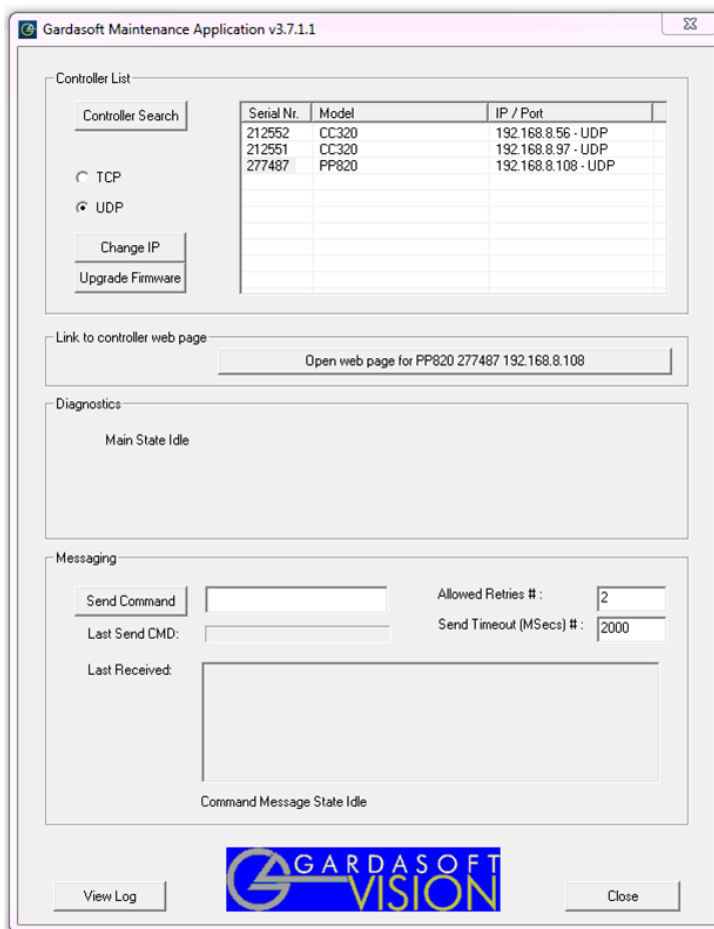 Gardasoft Maintenance Application v3.7.1.1
Controller List
Controller Search
Serial Nr. Model IP / Port
212552 CC320 192.168.8.56 - UDP
212551 CC320 192.168.8.97 - UDP
277487 PP820 192.168.8.108 - UDP
TCP
UDP
Change IP
Upgrade Firmware
Link to controller web page
Open web page for PP820 277487 192.168.8.108
Diagnostics
Main State Idle
Messaging
Send Command
Allowed Retries # : 2
Last Send CMD:
Send Timeout (MSecs) # : 2000
Last Received:
Command Message State Idle
View Log
GARDASOFT
VISION
Close